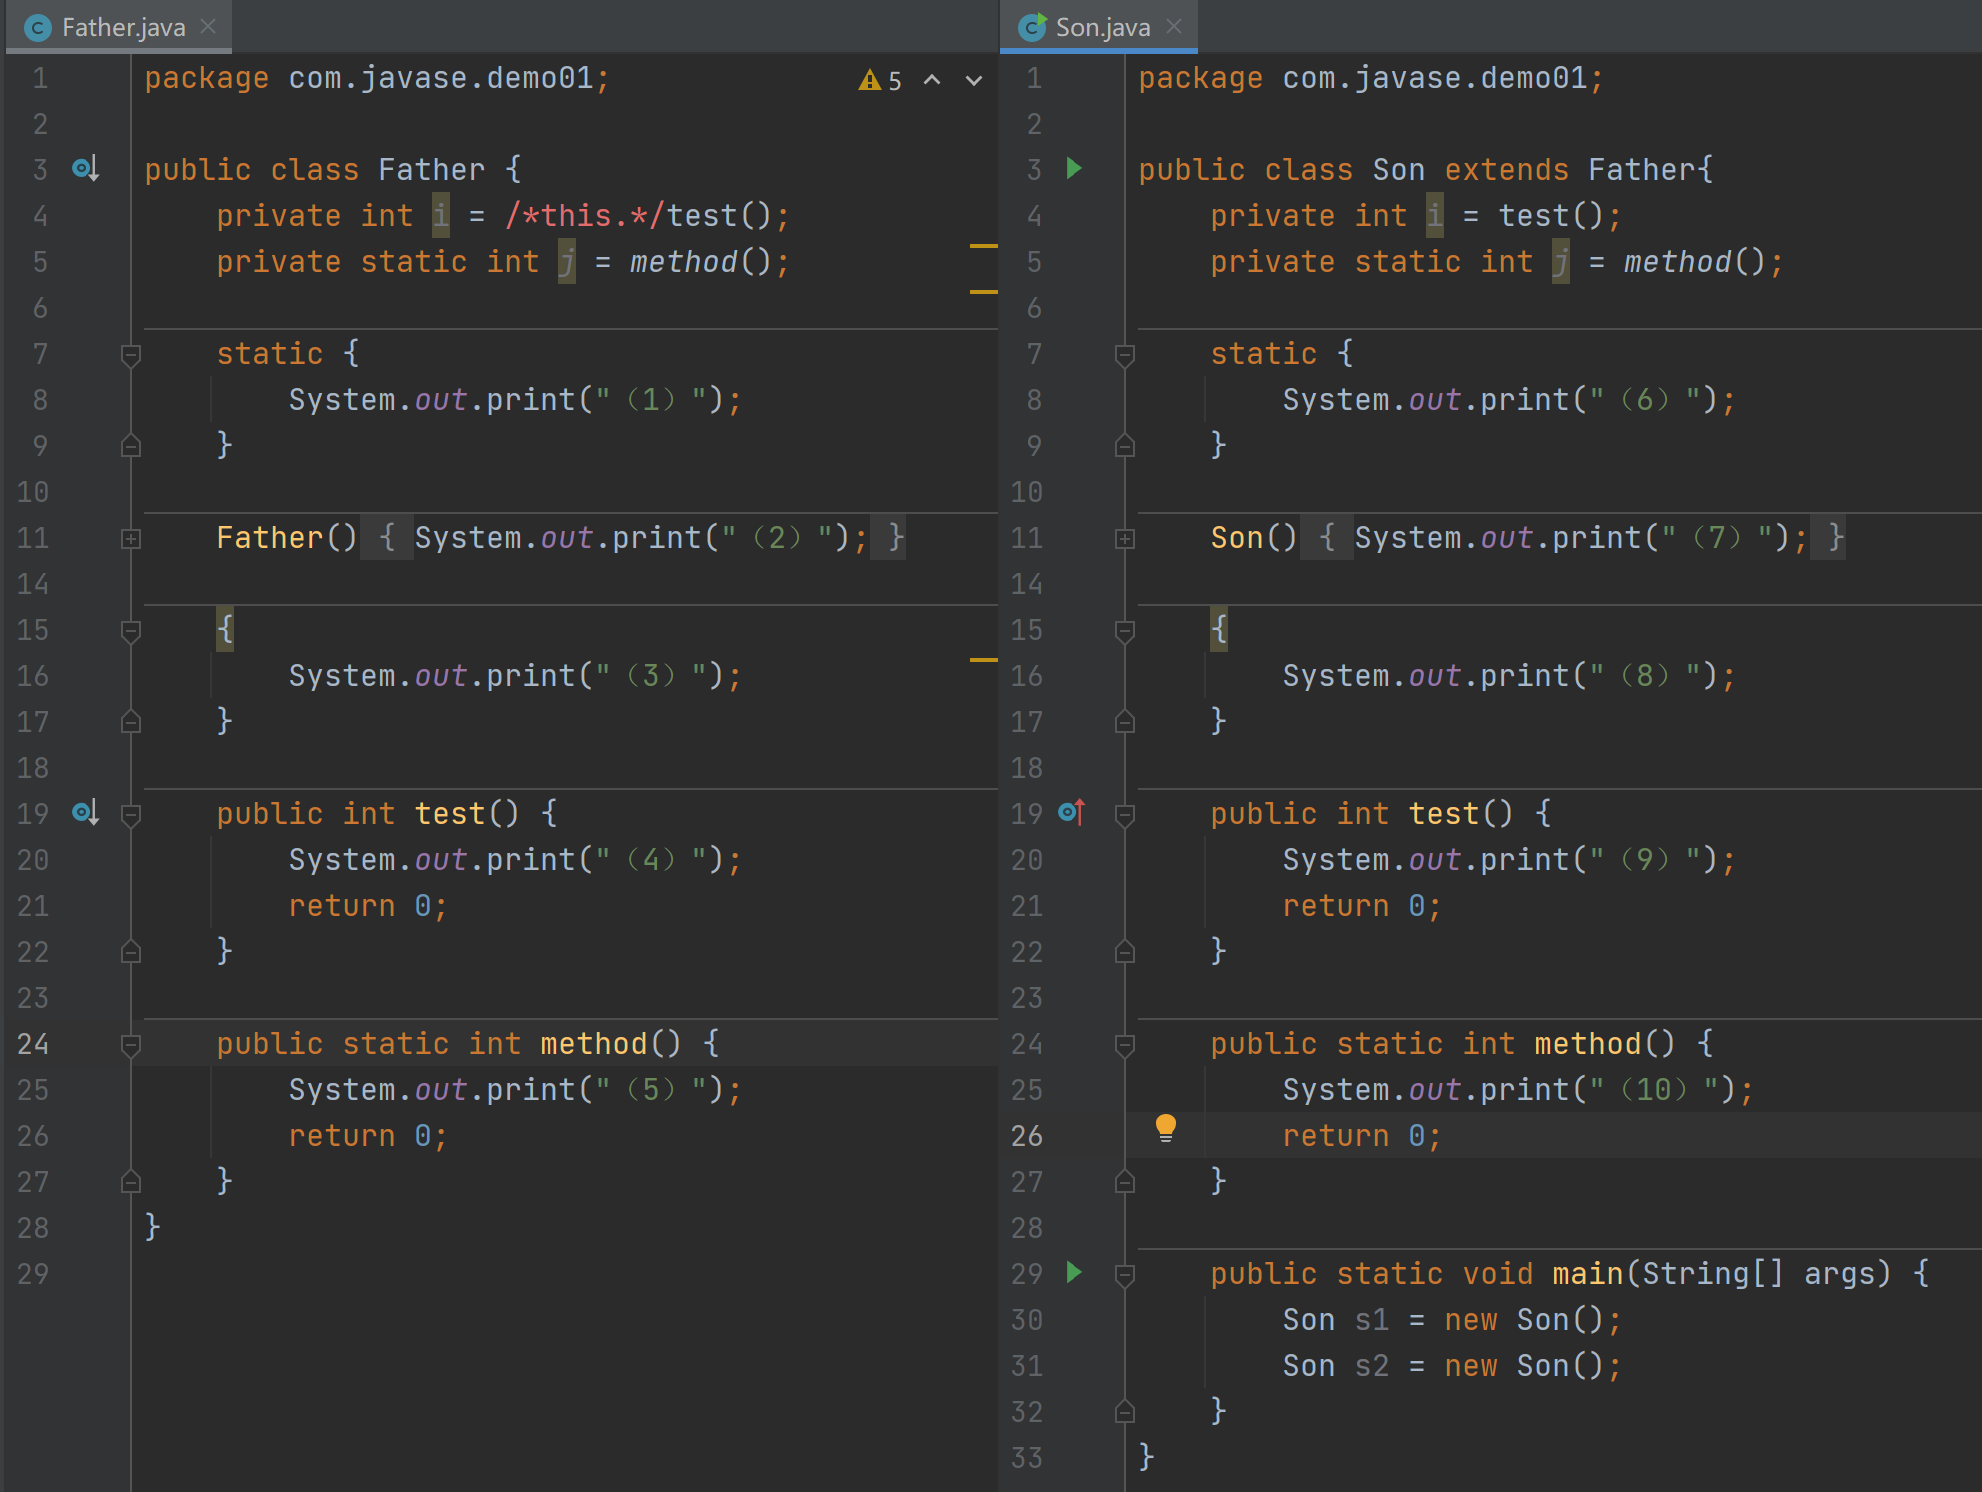 Father.java
1 package com.javase.demo01; 5
2
3 public class Father {
4 private int i = /*this.*/test();
5 private static int j = method();
6
7 static {
8 System.out.print("（1）");
9 }
10
11 Father() { System.out.print("（2）"); }
14
15 {
16 System.out.print("（3）");
17 }
18
19 public int test() {
20 System.out.print("（4）");
21 return 0;
22 }
23
24 public static int method() {
25 System.out.print("（5）");
26 return 0;
27 }
28 }
29
Son.java
1 package com.javase.demo01;
2
3 public class Son extends Father{
4 private int i = test();
5 private static int j = method();
6
7 static {
8 System.out.print("（6）");
9 }
10
11 Son() { System.out.print("（7）"); }
14
15 {
16 System.out.print("（8）");
17 }
18
19 public int test() {
20 System.out.print("（9）");
21 return 0;
22 }
23
24 public static int method() {
25 System.out.print("（10）");
26 return 0;
27 }
28
29 public static void main(String[] args) {
30 Son s1 = new Son();
31 Son s2 = new Son();
32 }
33 }